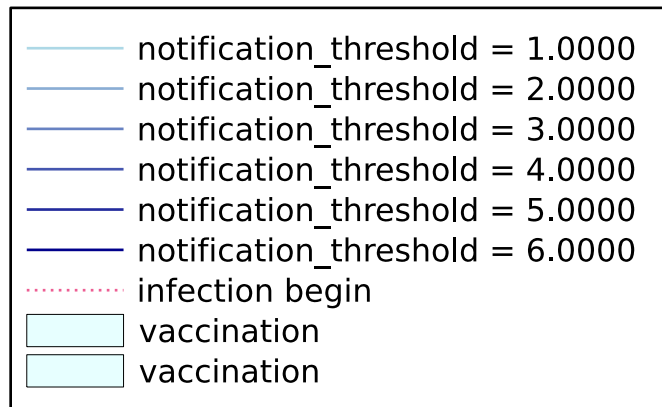 notification_threshold = 1.0000
notification_threshold = 2.0000
notification_threshold = 3.0000
notification_threshold = 4.0000
notification_threshold = 5.0000
notification_threshold = 6.0000
infection begin
vaccination
vaccination